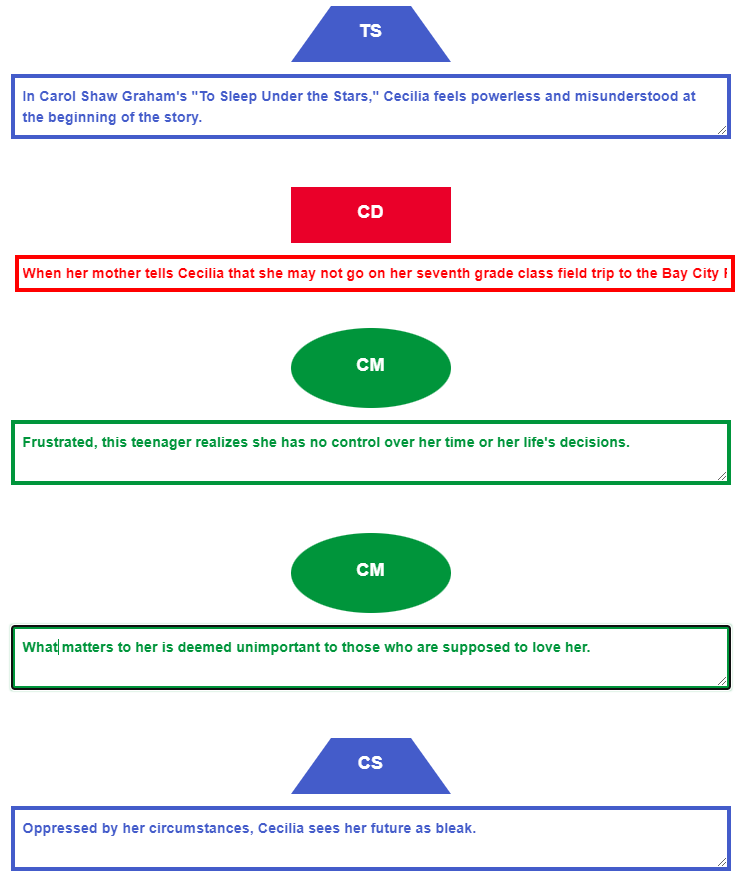 TS
In Carol Shaw Graham's "To Sleep Under the Stars," Cecilia feels powerless and misunderstood at
the beginning of the story.
CD
When her mother tells Cecilia that she may not go on her seventh grade class field trip to the Bay City
CM
Frustrated, this teenager realizes she has no control over her time or her life's decisions.
CM
What matters to her is deemed unimportant to those who are supposed to love her.
CS
Oppressed by her circumstances, Cecilia sees her future as bleak.